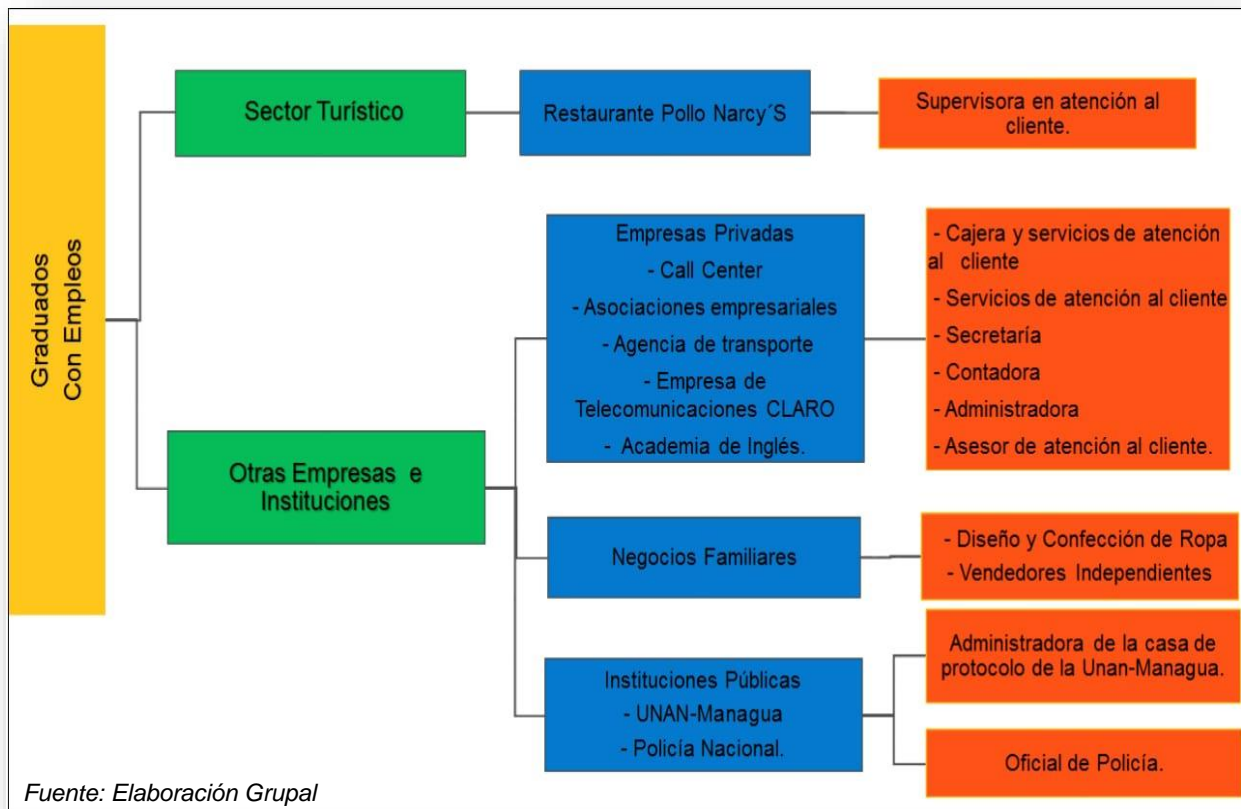 Graduados
Con Empleos
Sector Turístico
Restaurante Pollo Narcy´S
Supervisora en atención al
cliente.
Otras Empresas e
Instituciones
Empresas Privadas
- Call Center
- Asociaciones empresariales
- Agencia de transporte
- Empresa de
Telecomunicaciones CLARO
- Academia de Inglés.
- Cajera y servicios de atención
al cliente
- Servicios de atención al cliente
- Secretaría
- Contadora
- Administradora
- Asesor de atención al cliente.
Negocios Familiares
- Diseño y Confección de Ropa
- Vendedores Independientes
Instituciones Públicas
- UNAN-Managua
- Policía Nacional.
Administradora de la casa de
protocolo de la Unan-Managua.
Oficial de Policía.
Fuente: Elaboración Grupal